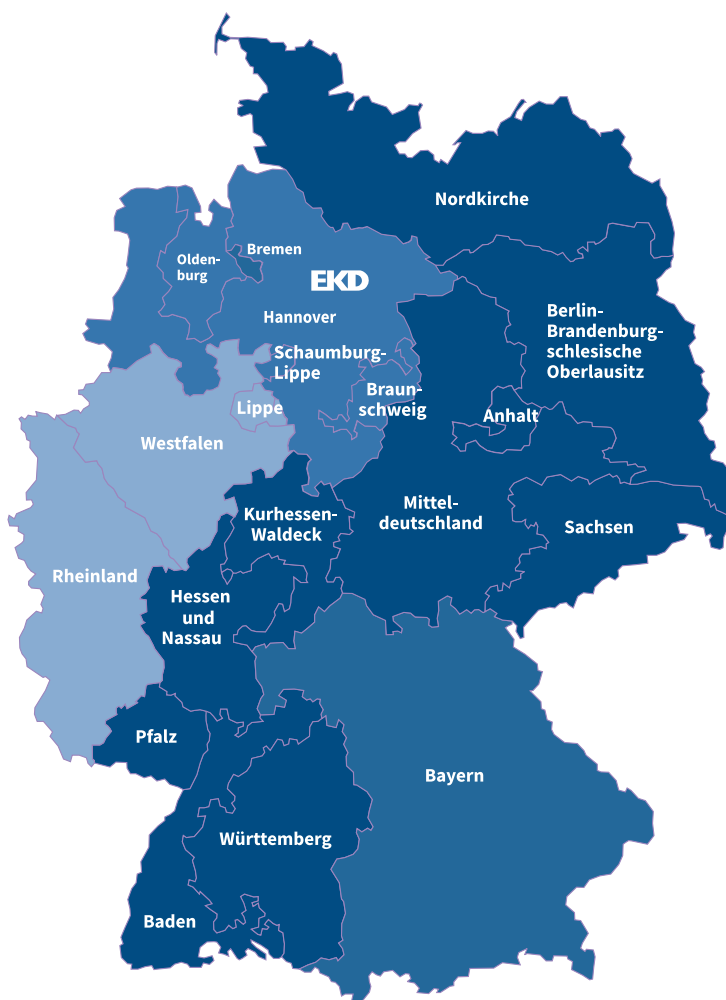 Nordkirche
Bremen
Olden-
burg
EKD
Hannover
Berlin-
Brandenburg-
schlesische
Oberlausitz
Schaumburg-
Lippe
Braun-
schweig
Lippe
Anhalt
Westfalen
Mittel-
deutschland
Kurhessen-
Waldeck
Sachsen
Rheinland
Hessen
und
Nassau
Pfalz
Bayern
Württemberg
Baden